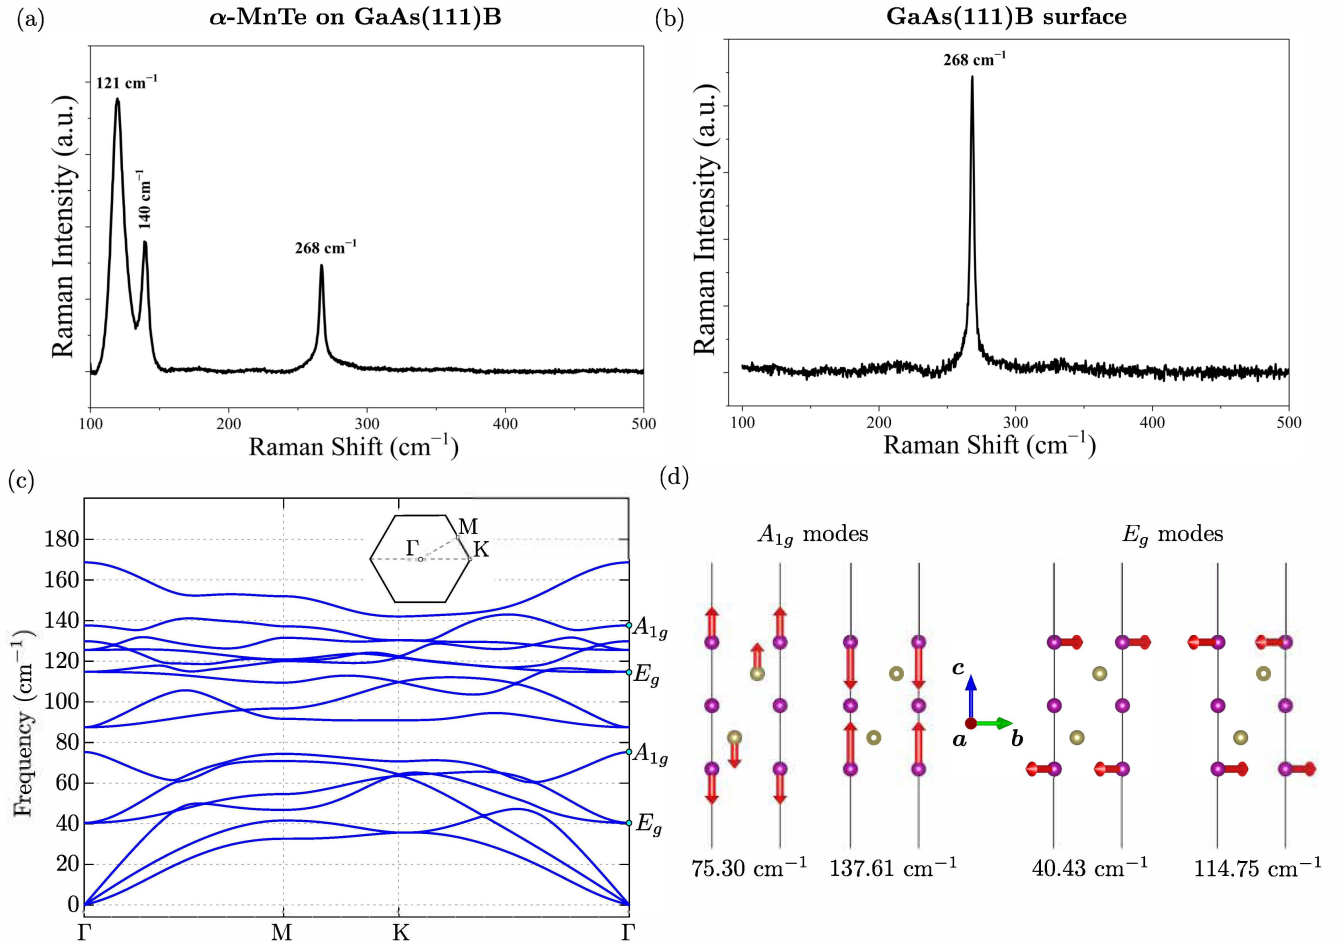 (a)
α-MnTe on GaAs(111)B
121 cm⁻¹
140 cm⁻¹
268 cm⁻¹
Raman Intensity (a.u.)
100 200 300 400 500
Raman Shift (cm⁻¹)
(b)
GaAs(111)B surface
268 cm⁻¹
Raman Intensity (a.u.)
100 200 300 400 500
Raman Shift (cm⁻¹)
(c)
Frequency (cm⁻¹)
180
160
140
120
100
80
60
40
20
0
Γ M K Γ
M
Γ
K
A1g
Eg
A1g
Eg
(d)
A1g modes
Eg modes
c
a
b
75.30 cm⁻¹
137.61 cm⁻¹
40.43 cm⁻¹
114.75 cm⁻¹